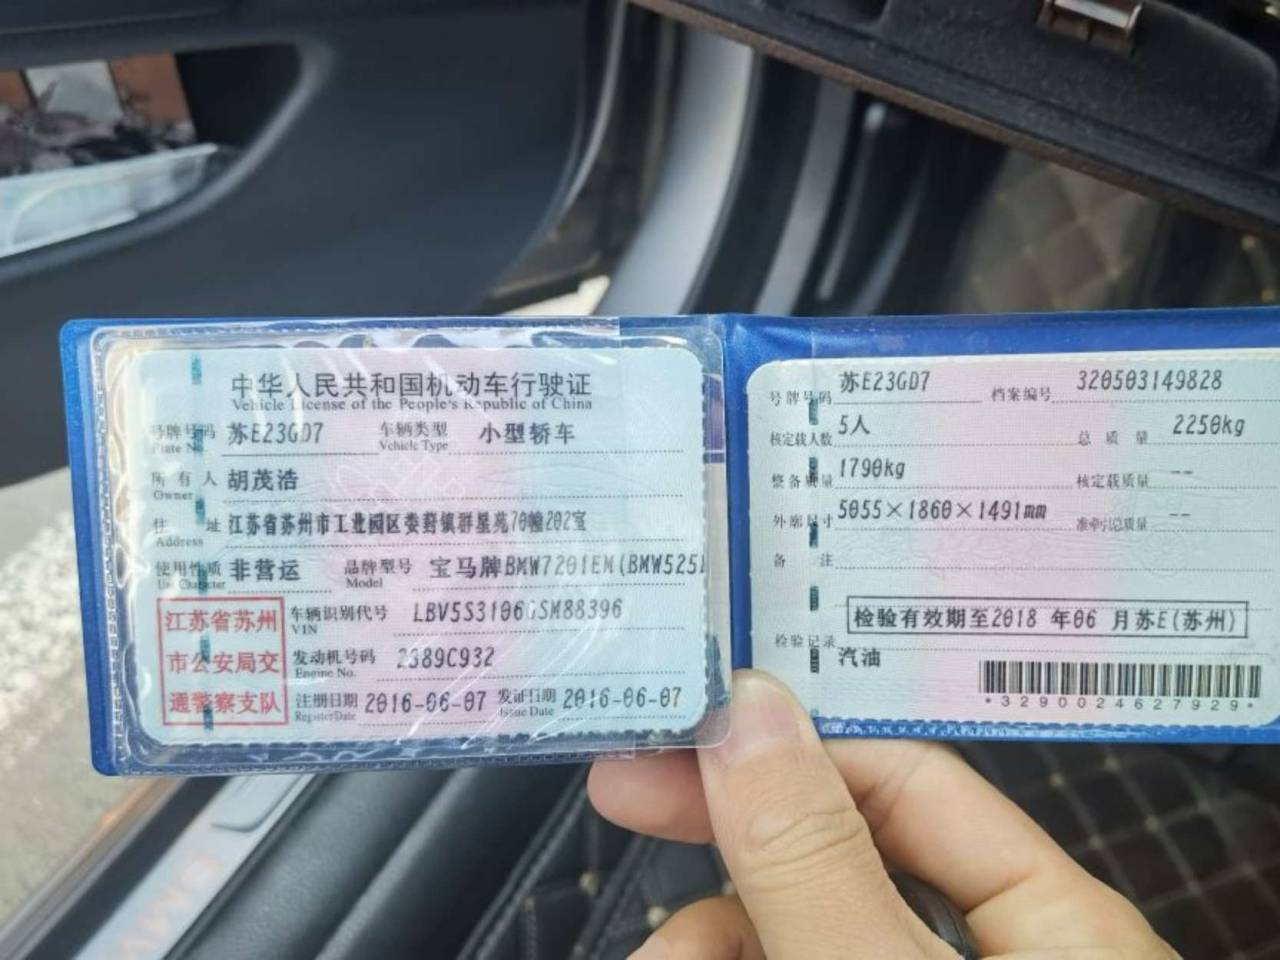 中华人民共和国机动车行驶证
Vehicle License of the People's Republic of China
号牌号码 苏E23GD7 车辆类型 小型轿车
Plate No. Vehicle Type
所有人 胡茂浩
Owner
住址 江苏省苏州市工业园区娄葑镇群星苑70幢202室
Address
使用性质 非营运 品牌型号 宝马牌BMW7201EM(BMW525
Use Character Model
江苏省苏州
市公安局交
通警察支队
车辆识别代号 LBV5S3106GSM88396
VIN
发动机号码 2389C932
Engine No.
注册日期 2016-06-07 发证日期 2016-06-07
Register Date Issue Date
号牌号码 苏E23GD7 档案编号 320503149828
核定载人数 5人 总质量 2250kg
整备质量 1790kg 核定载质量 --
外廓尺寸 5055×1860×1491mm 准牵引总质量 --
备注
检验有效期至2018 年06 月苏E(苏州)
检验记录
汽油
*3290024627929*